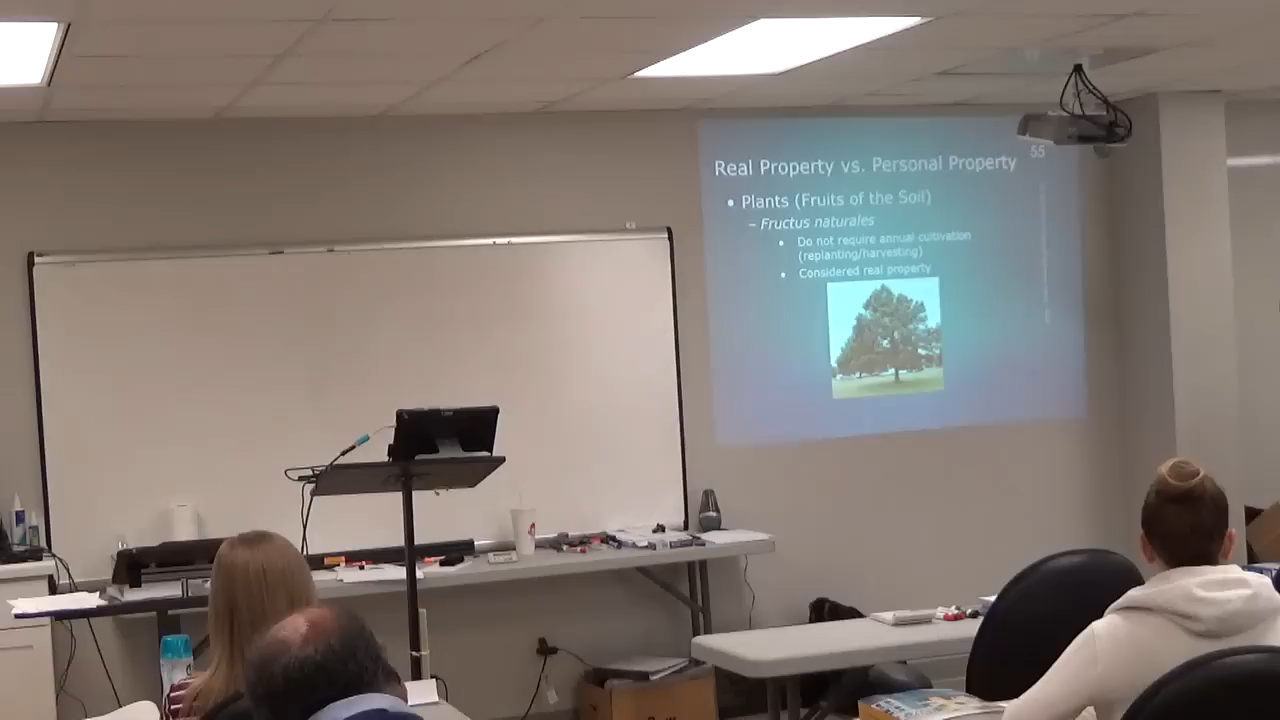 55
Real Property vs. Personal Property
• Plants (Fruits of the Soil)
– Fructus naturales
• Do not require annual cultivation
(replanting/harvesting)
• Considered real property